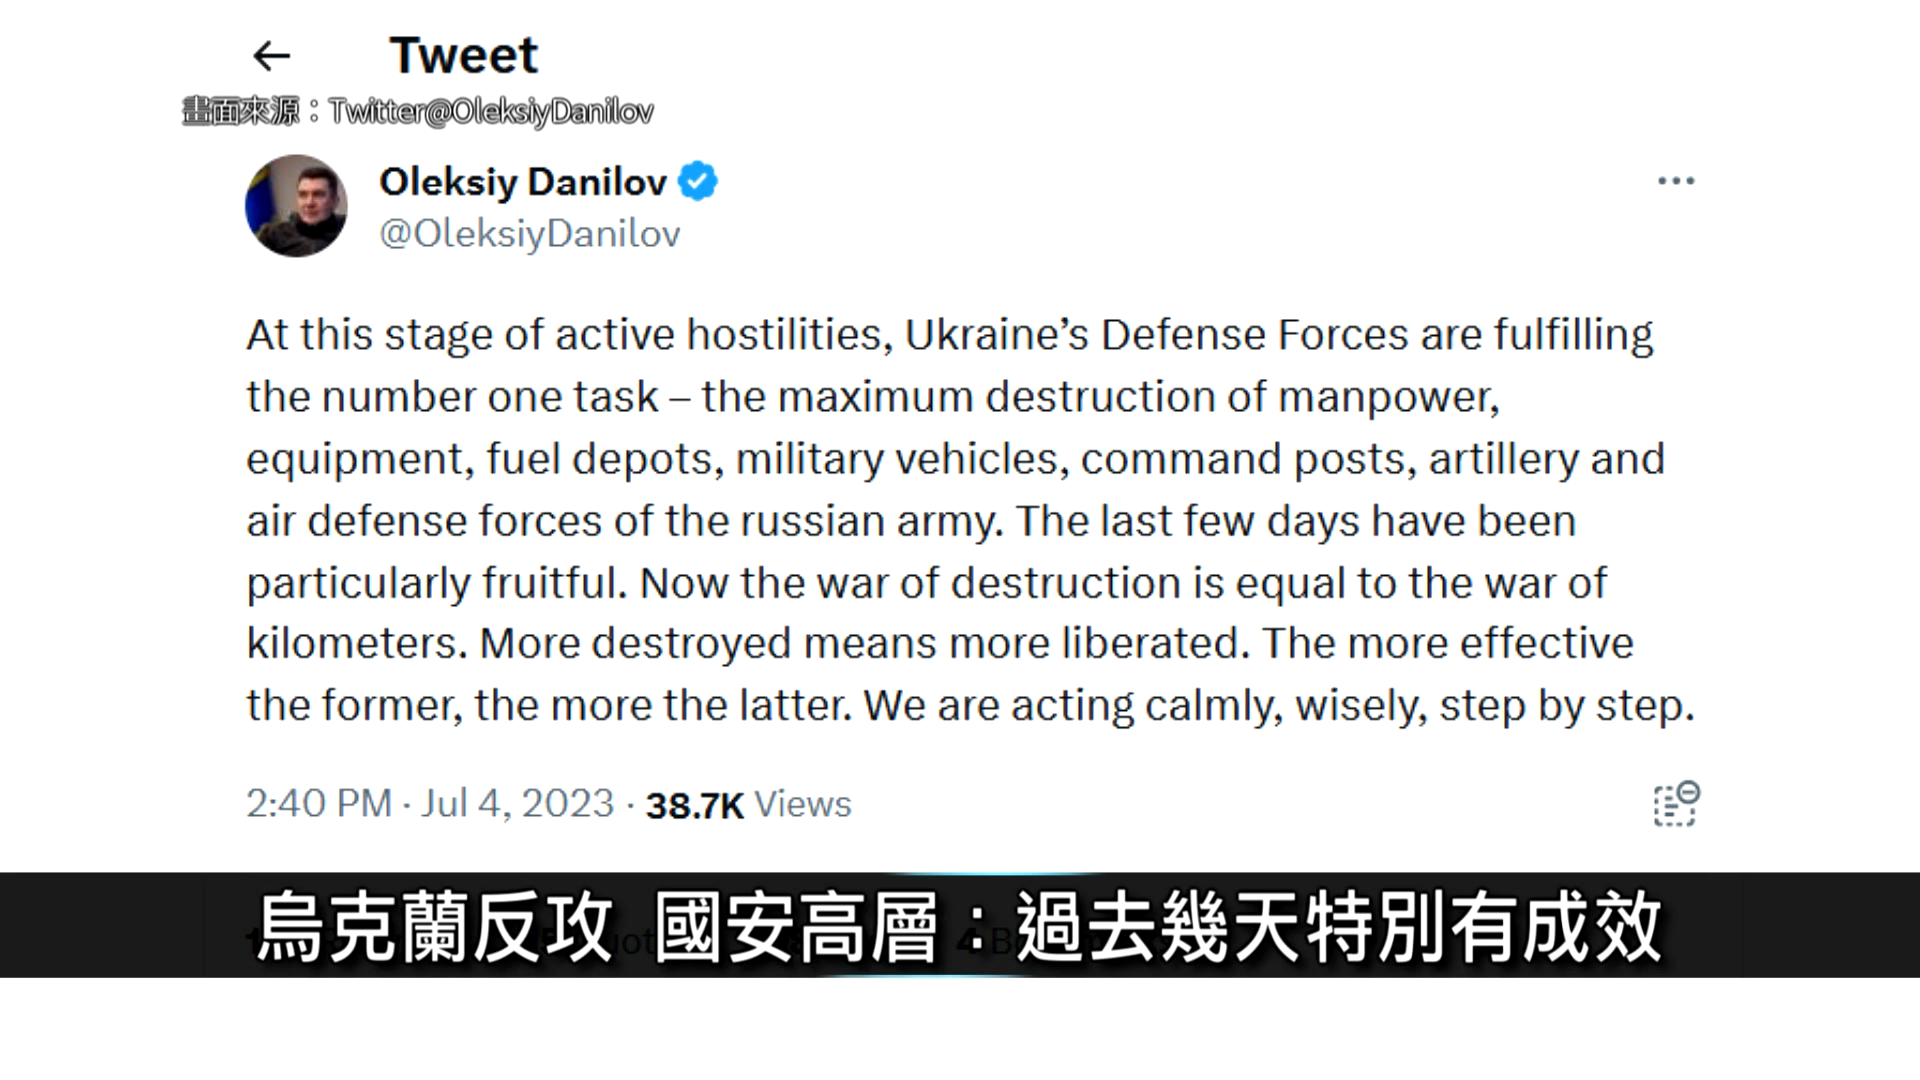 Tweet
畫面來源：Twitter@OleksiyDanilov
Oleksiy Danilov
@OleksiyDanilov
At this stage of active hostilities, Ukraine’s Defense Forces are fulfilling
the number one task – the maximum destruction of manpower,
equipment, fuel depots, military vehicles, command posts, artillery and
air defense forces of the russian army. The last few days have been
particularly fruitful. Now the war of destruction is equal to the war of
kilometers. More destroyed means more liberated. The more effective
the former, the more the latter. We are acting calmly, wisely, step by step.
2:40 PM · Jul 4, 2023 · 38.7K Views
烏克蘭反攻 國安高層：過去幾天特別有成效